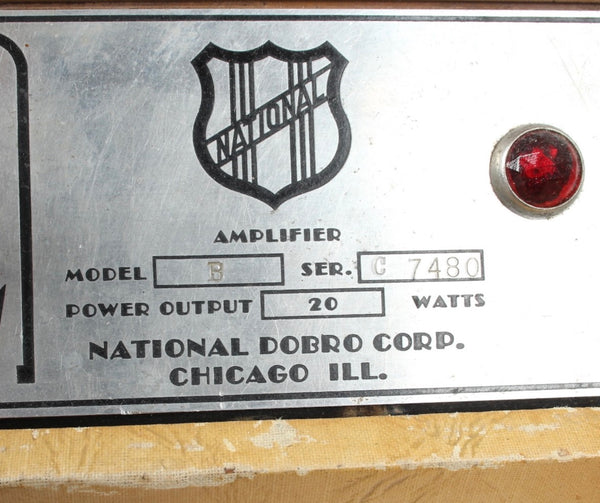 NATIONAL
AMPLIFIER
MODEL B SER. C 7480
POWER OUTPUT 20 WATTS
NATIONAL DOBRO CORP.
CHICAGO ILL.